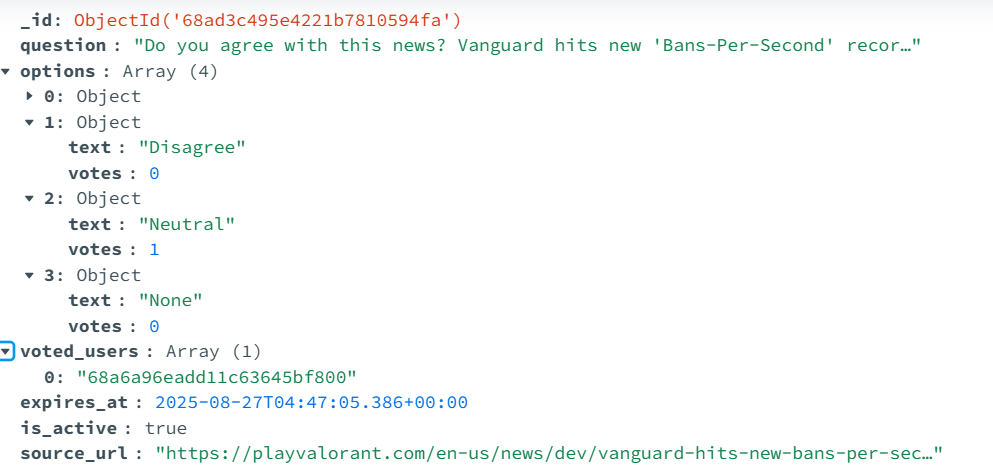 _id: ObjectId('68ad3c495e4221b7810594fa')
question : "Do you agree with this news? Vanguard hits new 'Bans-Per-Second' recor…"
options : Array (4)
0: Object
1: Object
text : "Disagree"
votes : 0
2: Object
text : "Neutral"
votes : 1
3: Object
text : "None"
votes : 0
voted_users : Array (1)
0: "68a6a96eadd11c63645bf800"
expires_at : 2025-08-27T04:47:05.386+00:00
is_active : true
source_url : "https://playvalorant.com/en-us/news/dev/vanguard-hits-new-bans-per-sec…"